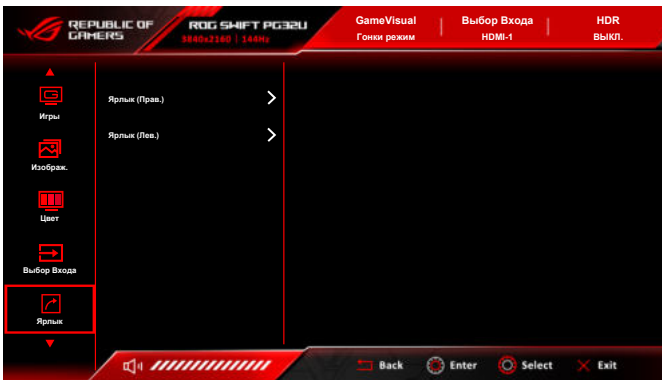 REPUBLIC OF
GAMERS
ROG SWIFT PG32U
3840x2160 | 144Hz
GameVisual
Гонки режим
Выбор Входа
HDMI-1
HDR
ВЫКЛ.
Игры
Изображ.
Цвет
Выбор Входа
Ярлык
Ярлык (Прав.)
Ярлык (Лев.)
Back
Enter
Select
Exit